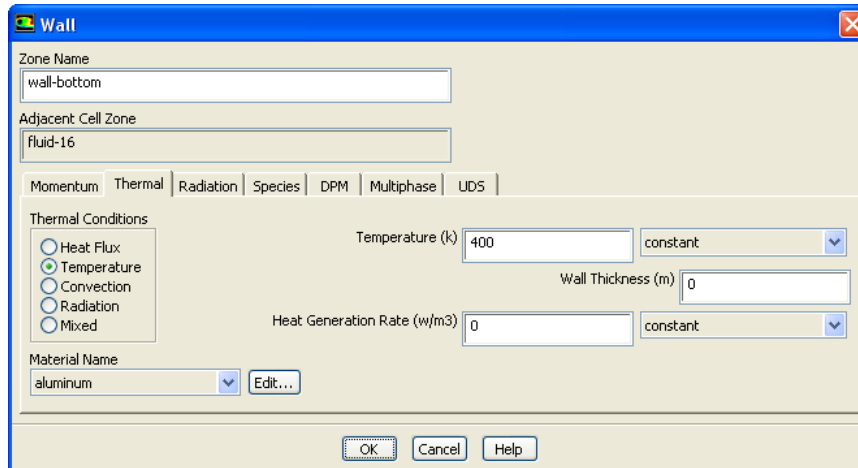 Wall
Zone Name
wall-bottom
Adjacent Cell Zone
fluid-16
Momentum Thermal Radiation Species DPM Multiphase UDS
Thermal Conditions
Heat Flux
Temperature
Convection
Radiation
Mixed
Temperature (k) 400 constant
Wall Thickness (m) 0
Heat Generation Rate (w/m3) 0 constant
Material Name
aluminum Edit...
OK Cancel Help